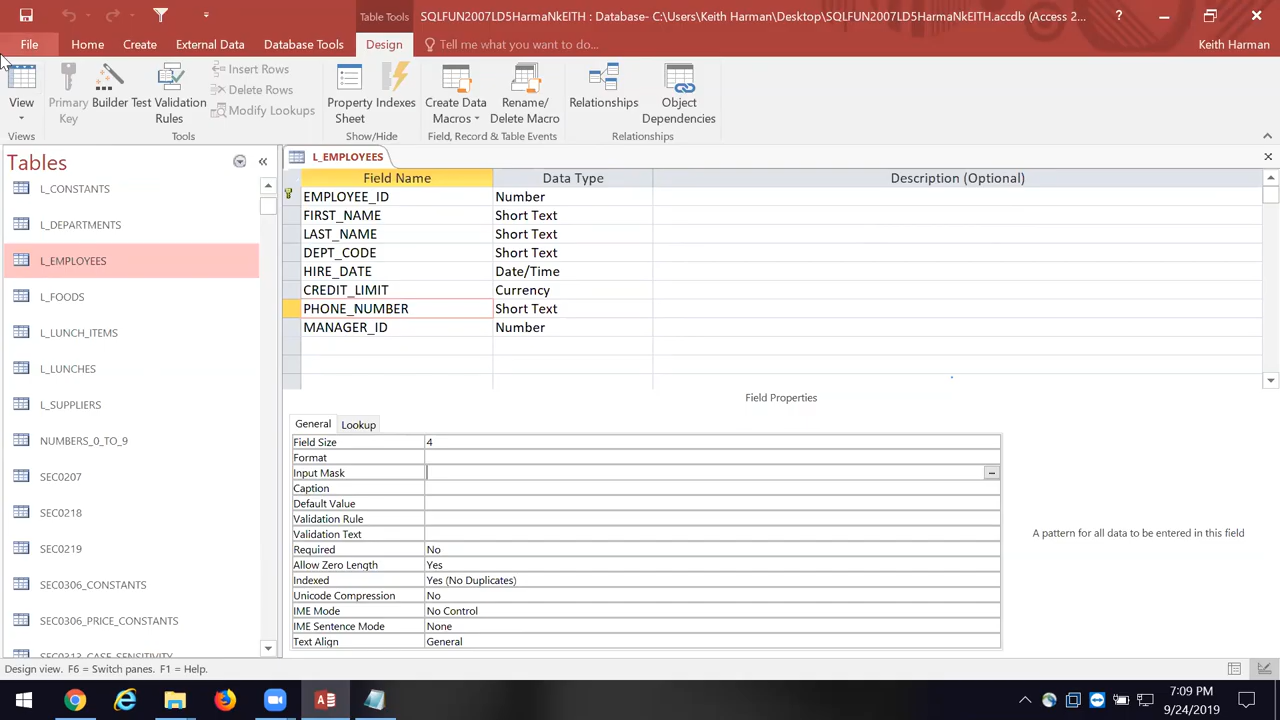 Table Tools
SQLFUN2007LD5HarmaNkEITH : Database- C:\Users\Keith Harman\Desktop\SQLFUN2007LD5HarmaNkEITH.accdb (Access 2...
?
File Home Create External Data Database Tools Design Tell me what you want to do... Keith Harman
View
Primary Key
Builder
Test Validation Rules
Insert Rows
Delete Rows
Modify Lookups
Property Sheet
Indexes
Create Data Macros
Rename/ Delete Macro
Relationships
Object Dependencies
Views Tools Show/Hide Field, Record & Table Events Relationships
Tables
L_CONSTANTS
L_DEPARTMENTS
L_EMPLOYEES
L_FOODS
L_LUNCH_ITEMS
L_LUNCHES
L_SUPPLIERS
NUMBERS_0_TO_9
SEC0207
SEC0218
SEC0219
SEC0306_CONSTANTS
SEC0306_PRICE_CONSTANTS
SEC0313_CASE_SENSITIVITY
L_EMPLOYEES
Field Name Data Type Description (Optional)
EMPLOYEE_ID Number
FIRST_NAME Short Text
LAST_NAME Short Text
DEPT_CODE Short Text
HIRE_DATE Date/Time
CREDIT_LIMIT Currency
PHONE_NUMBER Short Text
MANAGER_ID Number
Field Properties
General Lookup
Field Size 4
Format
Input Mask
Caption
Default Value
Validation Rule
Validation Text
Required No
Allow Zero Length Yes
Indexed Yes (No Duplicates)
Unicode Compression No
IME Mode No Control
IME Sentence Mode None
Text Align General
A pattern for all data to be entered in this field
Design view. F6 = Switch panes. F1 = Help.
7:09 PM
9/24/2019